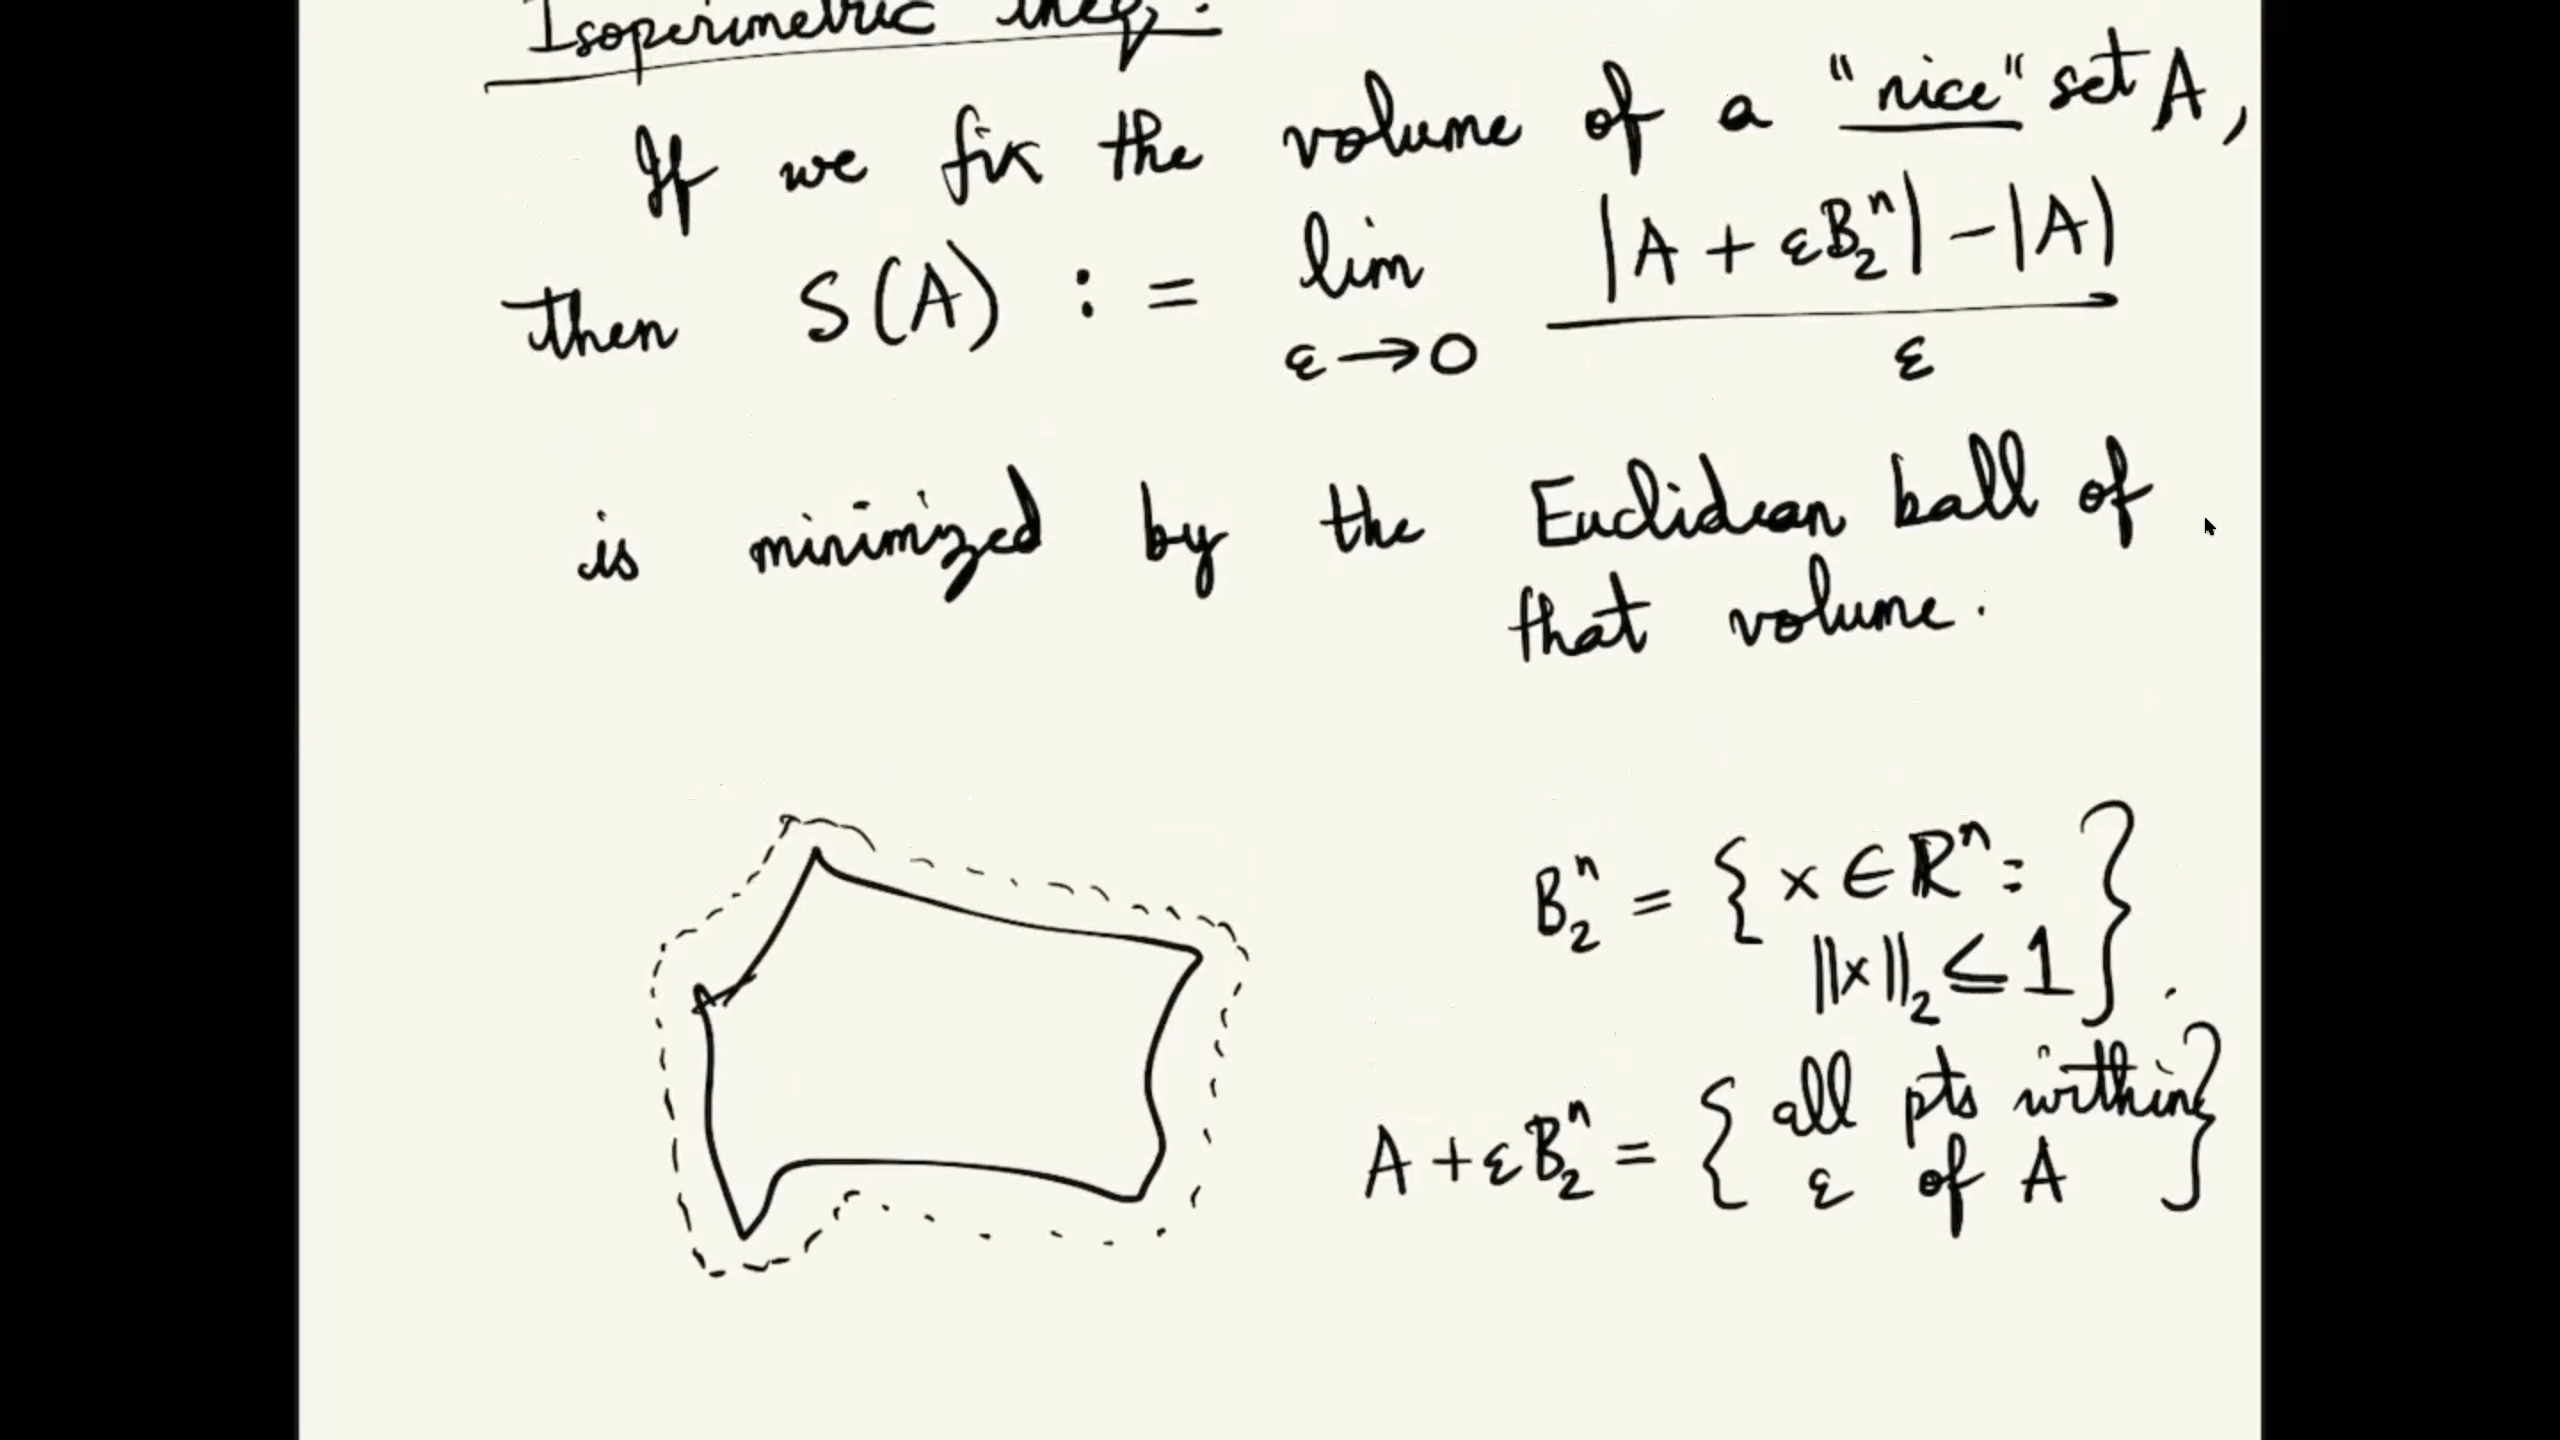 Isoperimetric Ineq. :
If we fix the volume of a "nice" set A,
then S(A) := lim ε→0 (|A + εB₂ⁿ| − |A|) / ε
is minimized by the Euclidean ball of
that volume.
B₂ⁿ = { x ∈ ℝⁿ :
||x||₂ ≤ 1 } .
A + εB₂ⁿ = { all pts within
ε of A }